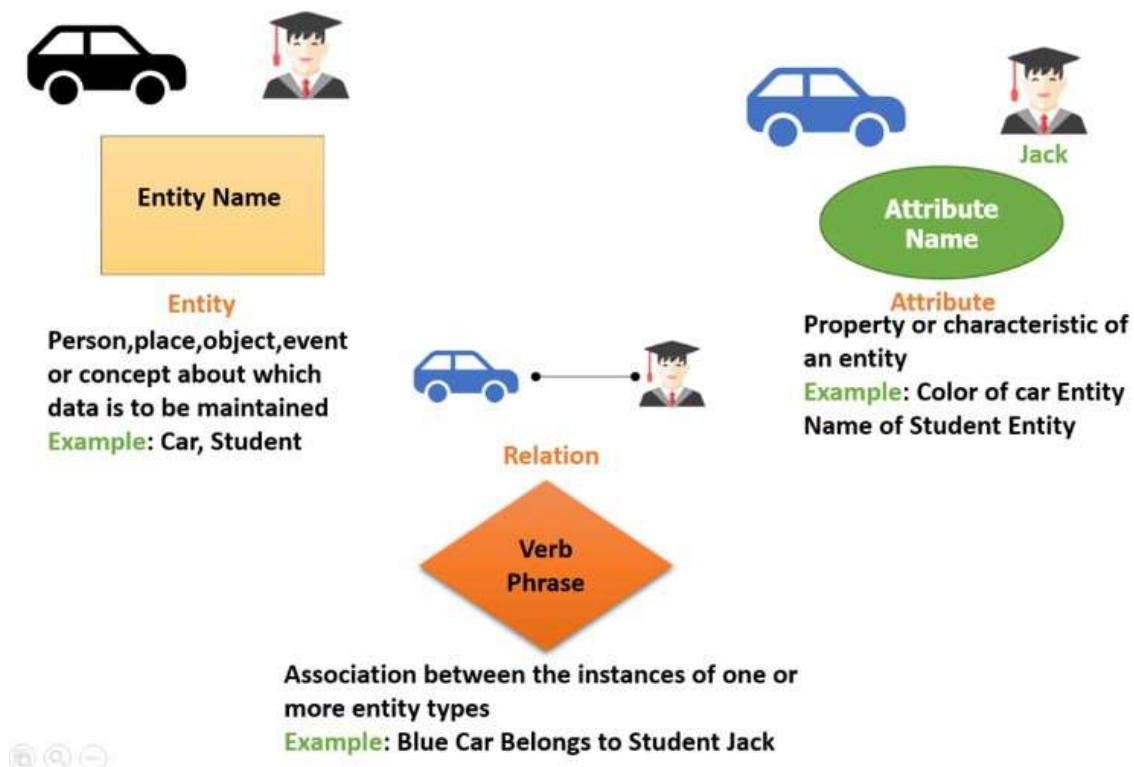 Entity Name
Entity
Person,place,object,event
or concept about which
data is to be maintained
Example: Car, Student
Jack
Attribute
Name
Attribute
Property or characteristic of
an entity
Example: Color of car Entity
Name of Student Entity
Relation
Verb
Phrase
Association between the instances of one or
more entity types
Example: Blue Car Belongs to Student Jack